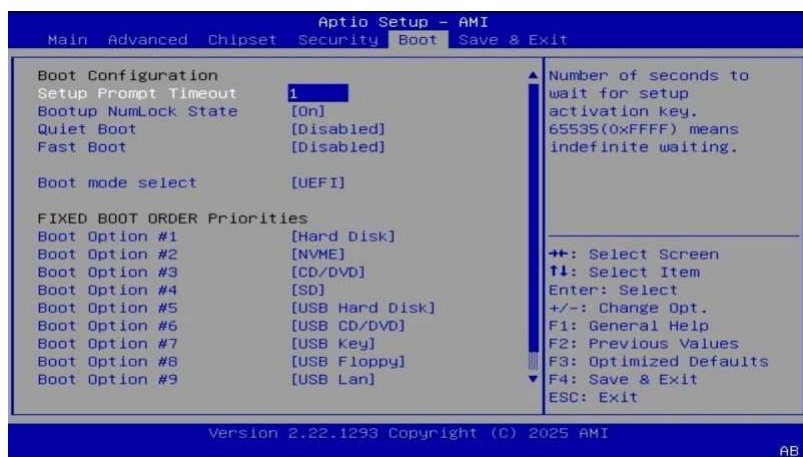 Aptio Setup – AMI
Main Advanced Chipset Security Boot Save & Exit
Boot Configuration
Setup Prompt Timeout 1
Bootup NumLock State [On]
Quiet Boot [Disabled]
Fast Boot [Disabled]
Boot mode select [UEFI]
FIXED BOOT ORDER Priorities
Boot Option #1 [Hard Disk]
Boot Option #2 [NVME]
Boot Option #3 [CD/DVD]
Boot Option #4 [SD]
Boot Option #5 [USB Hard Disk]
Boot Option #6 [USB CD/DVD]
Boot Option #7 [USB Key]
Boot Option #8 [USB Floppy]
Boot Option #9 [USB Lan]
Number of seconds to
wait for setup
activation key.
65535(0xFFFF) means
indefinite waiting.
→←: Select Screen
↑↓: Select Item
Enter: Select
+/-: Change Opt.
F1: General Help
F2: Previous Values
F3: Optimized Defaults
F4: Save & Exit
ESC: Exit
Version 2.22.1293 Copyright (C) 2025 AMI
AB